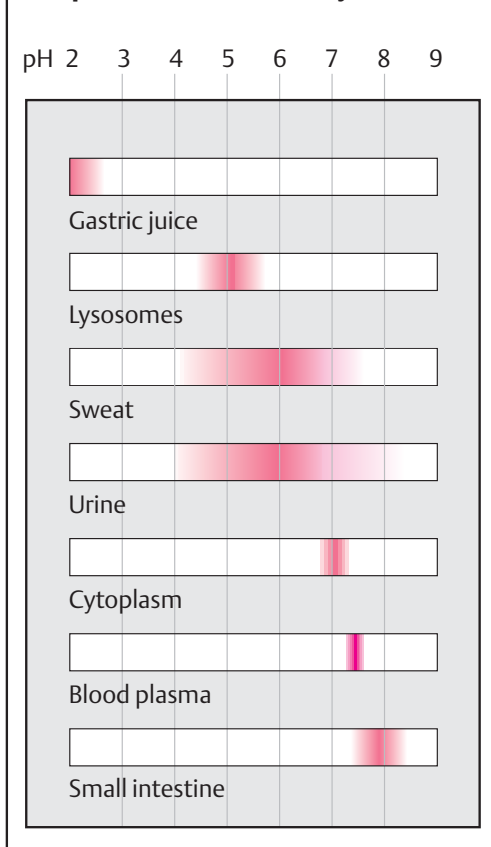 pH 2 3 4 5 6 7 8 9
Gastric juice
Lysosomes
Sweat
Urine
Cytoplasm
Blood plasma
Small intestine